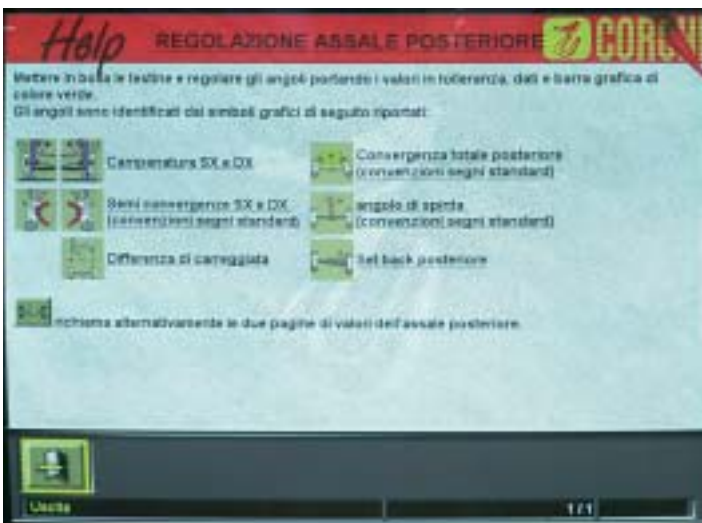 Help REGOLAZIONE ASSALE POSTERIORE CORGHI
Mettere in bolla le testine e regolare gli angoli portando i valori in tolleranza, dati e barra grafica di
colore verde.
Gli angoli sono identificati dai simboli grafici di seguito riportati:
Camperatura SX e DX
Convergenza totale posteriore
(convenzioni segni standard)
Semi convergenze SX e DX
(convenzioni segni standard)
angolo di spinta
(convenzioni segni standard)
Differenza di carreggiata
Set back posteriore
richiama alternativamente le due pagine di valori dell'assale posteriore.
Uscita 1/1